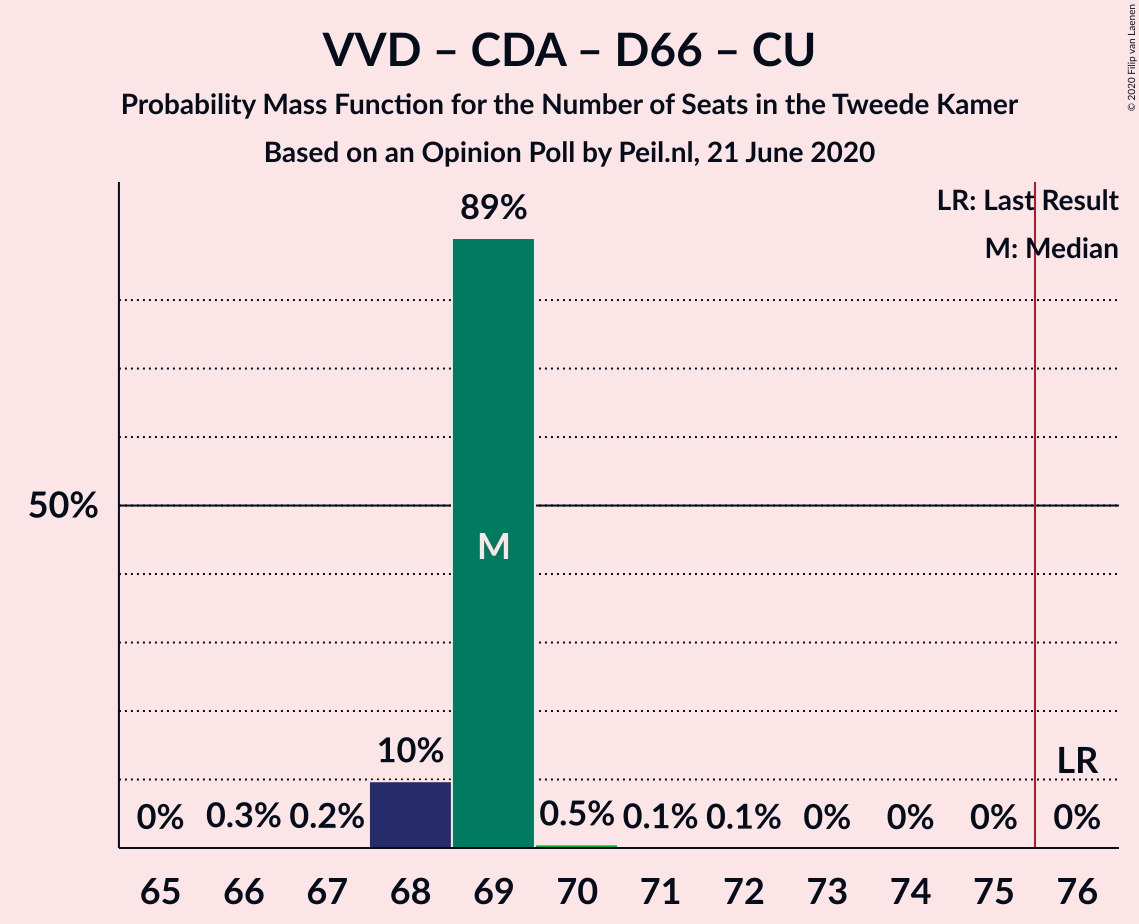 VVD – CDA – D66 – CU
Probability Mass Function for the Number of Seats in the Tweede Kamer
Based on an Opinion Poll by Peil.nl, 21 June 2020
© 2020 Filip van Laenen
LR: Last Result
M: Median
89%
50%
M
10%
LR
0% 0.3% 0.2% 0.5% 0.1% 0.1% 0% 0% 0% 0%
65 66 67 68 69 70 71 72 73 74 75 76